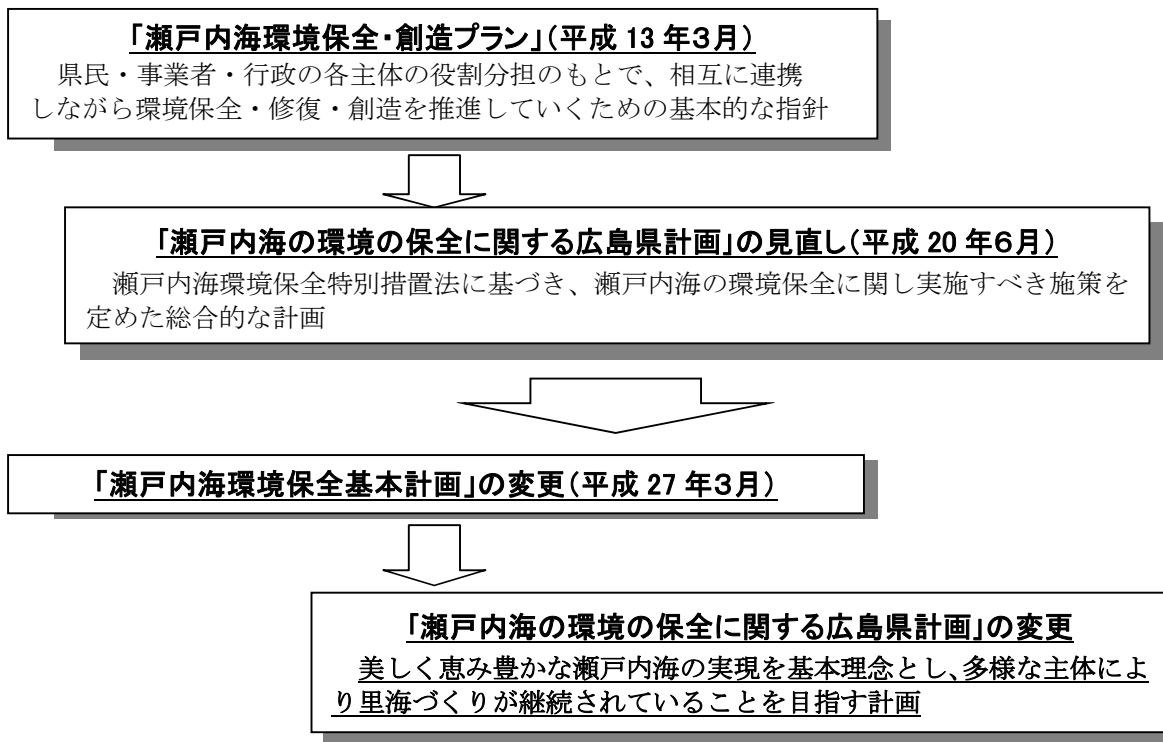 「瀬戸内海環境保全・創造プラン」(平成 13 年３月)
県民・事業者・行政の各主体の役割分担のもとで、相互に連携
しながら環境保全・修復・創造を推進していくための基本的な指針
「瀬戸内海の環境の保全に関する広島県計画」の見直し(平成 20 年６月)
瀬戸内海環境保全特別措置法に基づき、瀬戸内海の環境保全に関し実施すべき施策を
定めた総合的な計画
「瀬戸内海環境保全基本計画」の変更(平成 27 年３月)
「瀬戸内海の環境の保全に関する広島県計画」の変更
美しく恵み豊かな瀬戸内海の実現を基本理念とし、多様な主体によ
り里海づくりが継続されていることを目指す計画